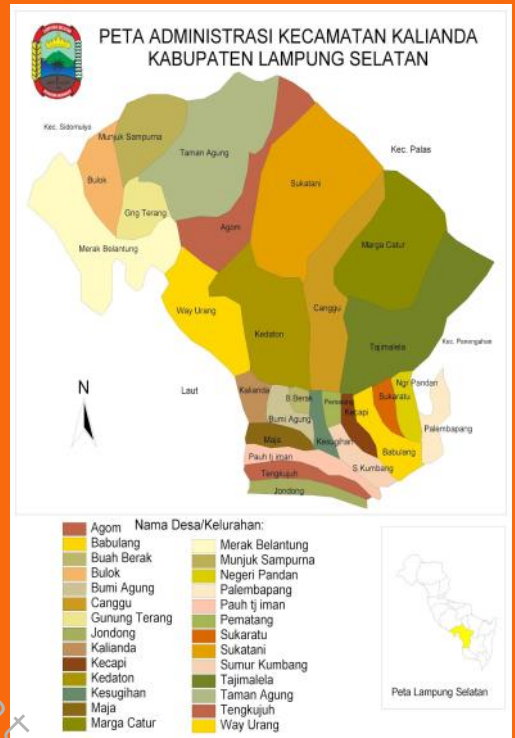 PETA ADMINISTRASI KECAMATAN KALIANDA
KABUPATEN LAMPUNG SELATAN
Kec. Sidomulyo
Munjuk Sampurna
Taman Agung
Kec. Palas
Bulok
Sukatani
Gng Terang
Agom
Merak Belantung
Marga Catur
Way Urang
Canggu
Kedaton
Tajimalela
Kec. Penengahan
N
Laut
Kalianda
B.Berak
Pematang
Ngr Pandan
Sukaratu
Kecapi
Bumi Agung
Palembapang
Maja
Kesugihan
Babulang
Pauh tj iman
S.Kumbang
Tengkujuh
Jondong
Nama Desa/Kelurahan:
Agom
Babulang
Buah Berak
Bulok
Bumi Agung
Canggu
Gunung Terang
Jondong
Kalianda
Kecapi
Kedaton
Kesugihan
Maja
Marga Catur
Merak Belantung
Munjuk Sampurna
Negeri Pandan
Palembapang
Pauh tj iman
Pematang
Sukaratu
Sukatani
Sumur Kumbang
Tajimalela
Taman Agung
Tengkujuh
Way Urang
Peta Lampung Selatan